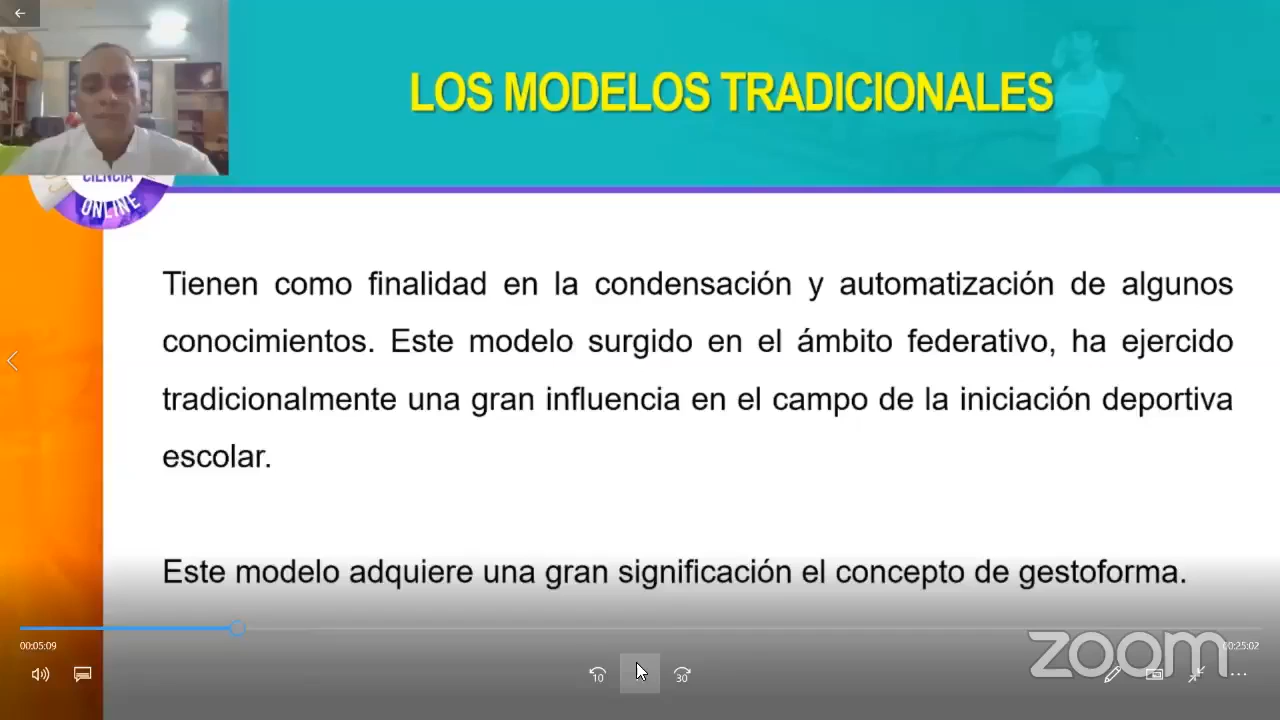 LOS MODELOS TRADICIONALES
CIENCIA
ONLINE
Tienen como finalidad en la condensación y automatización de algunos
conocimientos. Este modelo surgido en el ámbito federativo, ha ejercido
tradicionalmente una gran influencia en el campo de la iniciación deportiva
escolar.
Este modelo adquiere una gran significación el concepto de gestoforma.
00:05:09
00:25:02
zoom
10
30